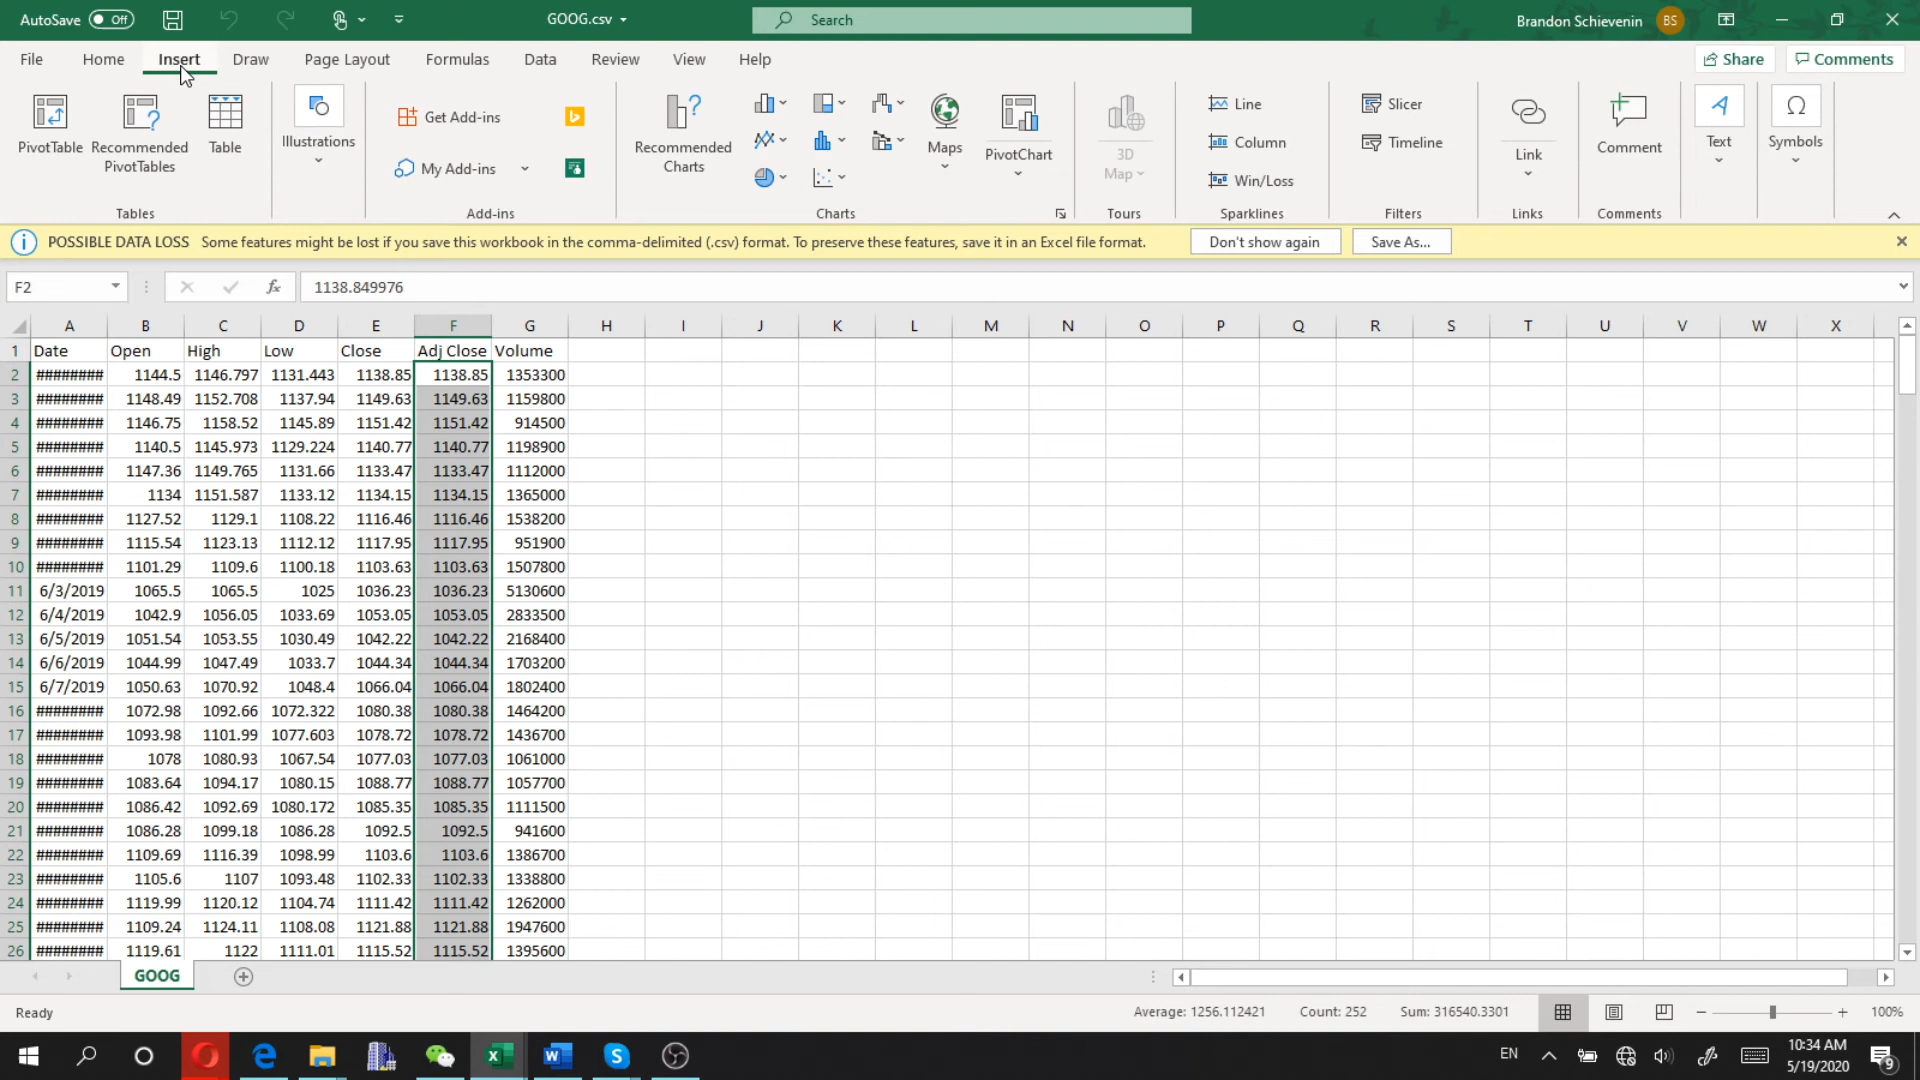 AutoSave Off GOOG.csv Search Brandon Schievenin BS
File Home Insert Draw Page Layout Formulas Data Review View Help Share Comments
PivotTable Recommended PivotTables Table Illustrations Get Add-ins My Add-ins Recommended Charts Maps PivotChart 3D Map Line Column Win/Loss Slicer Timeline Link Comment Text Symbols
Tables Add-ins Charts Tours Sparklines Filters Links Comments
POSSIBLE DATA LOSS Some features might be lost if you save this workbook in the comma-delimited (.csv) format. To preserve these features, save it in an Excel file format. Don't show again Save As...
F2 fx 1138.849976
A B C D E F G H I J K L M N O P Q R S T U V W X
1 Date Open High Low Close Adj Close Volume
2 ######## 1144.5 1146.797 1131.443 1138.85 1138.85 1353300
3 ######## 1148.49 1152.708 1137.94 1149.63 1149.63 1159800
4 ######## 1146.75 1158.52 1145.89 1151.42 1151.42 914500
5 ######## 1140.5 1145.973 1129.224 1140.77 1140.77 1198900
6 ######## 1147.36 1149.765 1131.66 1133.47 1133.47 1112000
7 ######## 1134 1151.587 1133.12 1134.15 1134.15 1365000
8 ######## 1127.52 1129.1 1108.22 1116.46 1116.46 1538200
9 ######## 1115.54 1123.13 1112.12 1117.95 1117.95 951900
10 ######## 1101.29 1109.6 1100.18 1103.63 1103.63 1507800
11 6/3/2019 1065.5 1065.5 1025 1036.23 1036.23 5130600
12 6/4/2019 1042.9 1056.05 1033.69 1053.05 1053.05 2833500
13 6/5/2019 1051.54 1053.55 1030.49 1042.22 1042.22 2168400
14 6/6/2019 1044.99 1047.49 1033.7 1044.34 1044.34 1703200
15 6/7/2019 1050.63 1070.92 1048.4 1066.04 1066.04 1802400
16 ######## 1072.98 1092.66 1072.322 1080.38 1080.38 1464200
17 ######## 1093.98 1101.99 1077.603 1078.72 1078.72 1436700
18 ######## 1078 1080.93 1067.54 1077.03 1077.03 1061000
19 ######## 1083.64 1094.17 1080.15 1088.77 1088.77 1057700
20 ######## 1086.42 1092.69 1080.172 1085.35 1085.35 1111500
21 ######## 1086.28 1099.18 1086.28 1092.5 1092.5 941600
22 ######## 1109.69 1116.39 1098.99 1103.6 1103.6 1386700
23 ######## 1105.6 1107 1093.48 1102.33 1102.33 1338800
24 ######## 1119.99 1120.12 1104.74 1111.42 1111.42 1262000
25 ######## 1109.24 1124.11 1108.08 1121.88 1121.88 1947600
26 ######## 1119.61 1122 1111.01 1115.52 1115.52 1395600
GOOG
Ready Average: 1256.112421 Count: 252 Sum: 316540.3301 100%
EN 10:34 AM
5/19/2020 9